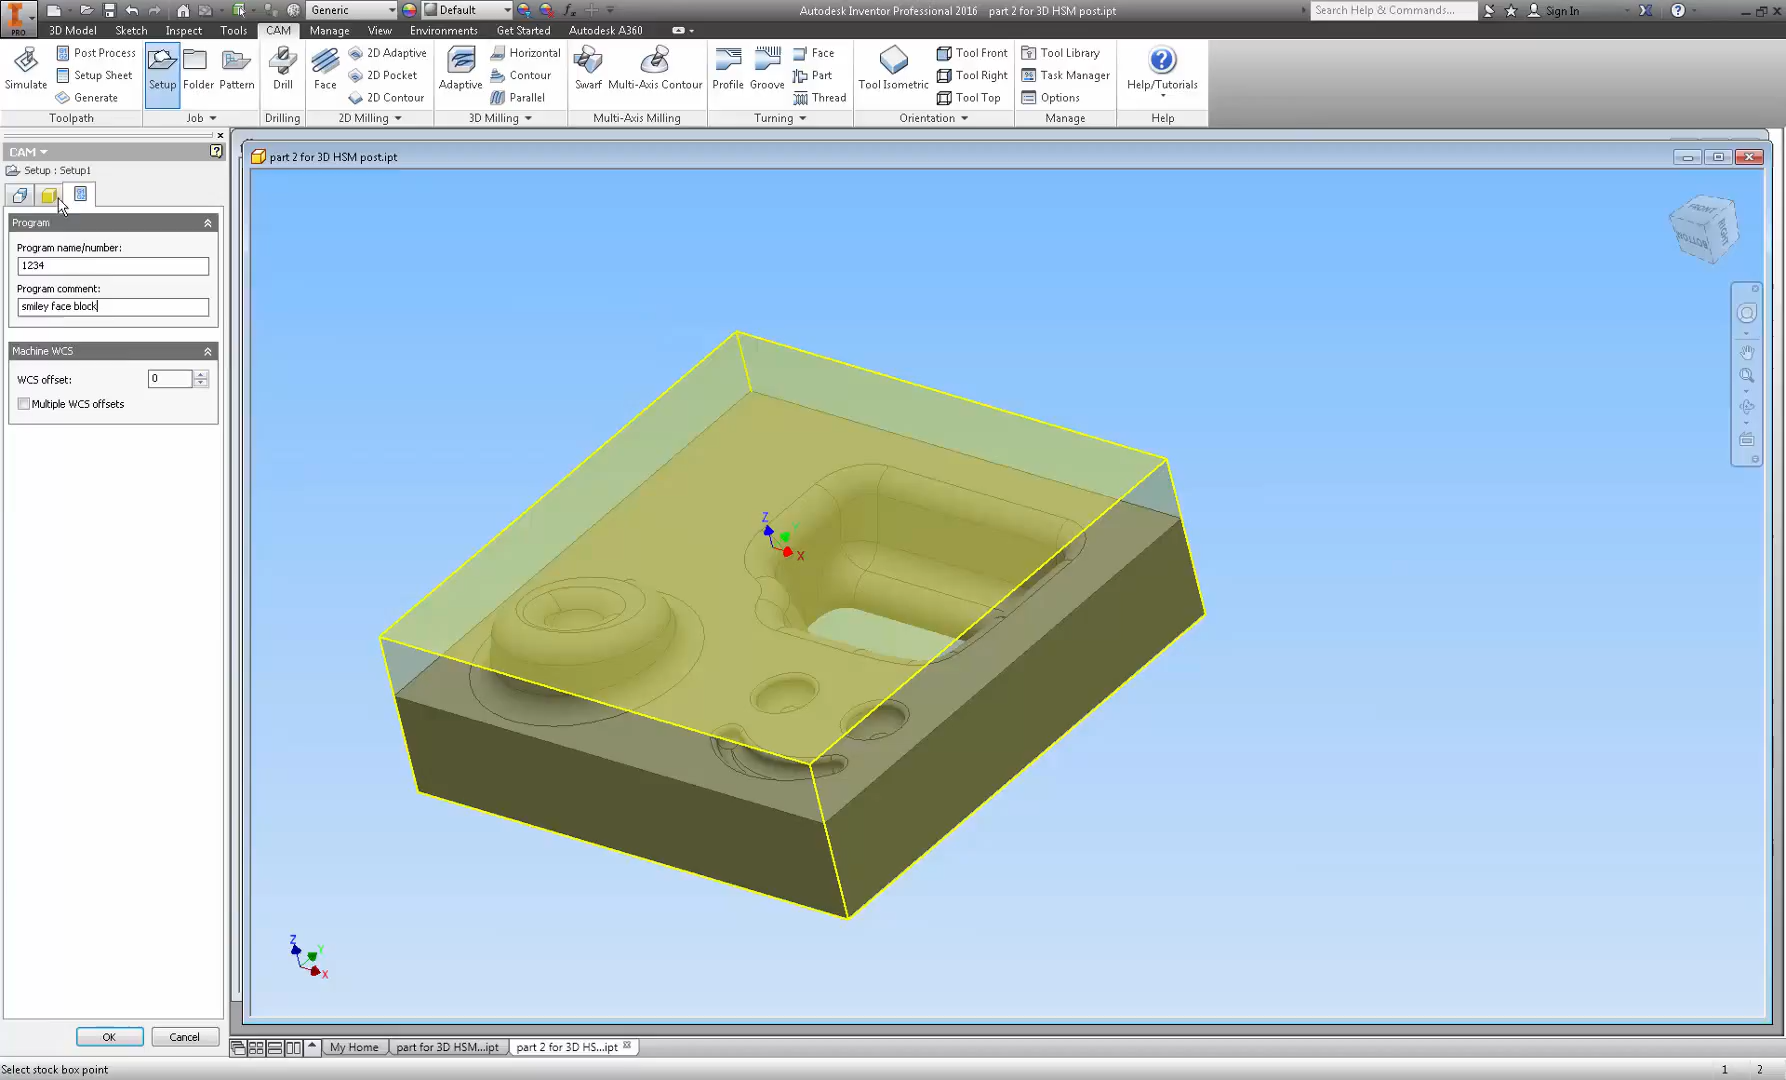 Generic
Default
Autodesk Inventor Professional 2016 part 2 for 3D HSM post.ipt
Search Help & Commands...
Sign In
PRO
3D Model
Sketch
Inspect
Tools
CAM
Manage
View
Environments
Get Started
Autodesk A360
Simulate
Post Process
Setup Sheet
Generate
Toolpath
Setup
Folder
Pattern
Job
Drill
Drilling
Face
2D Adaptive
2D Pocket
2D Contour
2D Milling
Adaptive
Horizontal
Contour
Parallel
3D Milling
Swarf
Multi-Axis Contour
Multi-Axis Milling
Profile
Groove
Face
Part
Thread
Turning
Tool Isometric
Tool Front
Tool Right
Tool Top
Orientation
Tool Library
Task Manager
Options
Manage
Help/Tutorials
Help
CAM
Setup : Setup1
Program
Program name/number:
1234
Program comment:
smiley face block
Machine WCS
WCS offset:
0
Multiple WCS offsets
OK
Cancel
part 2 for 3D HSM post.ipt
FRONT
RIGHT
BOTTOM
Z
Y
X
Z
Y
X
My Home
part for 3D HSM...ipt
part 2 for 3D HS...ipt
Select stock box point
1
2